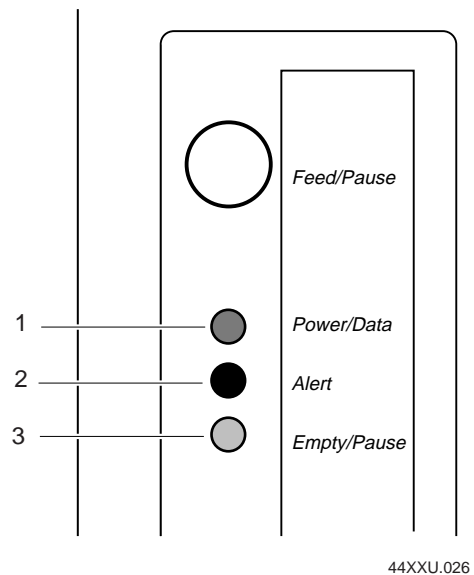 Feed/Pause
1 Power/Data
2 Alert
3 Empty/Pause
44XXU.026